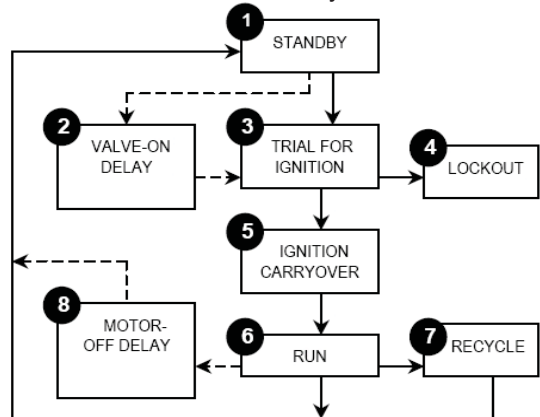 1
STANDBY
2
VALVE-ON
DELAY
3
TRIAL FOR
IGNITION
4
LOCKOUT
5
IGNITION
CARRYOVER
8
MOTOR-
OFF DELAY
6
RUN
7
RECYCLE